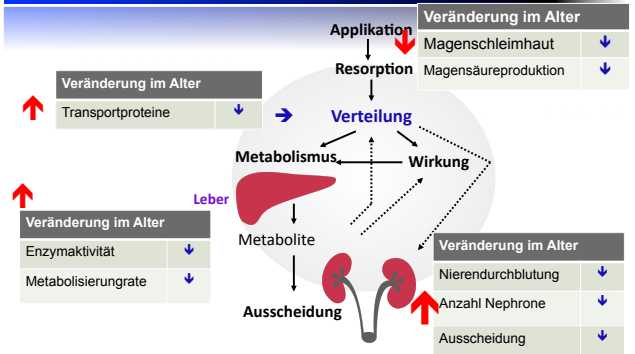 Applikation
Veränderung im Alter
Magenschleimhaut
Magensäureproduktion
Resorption
Veränderung im Alter
Transportproteine
Verteilung
Metabolismus
Wirkung
Leber
Veränderung im Alter
Enzymaktivität
Metabolisierungrate
Metabolite
Ausscheidung
Veränderung im Alter
Nierendurchblutung
Anzahl Nephrone
Ausscheidung